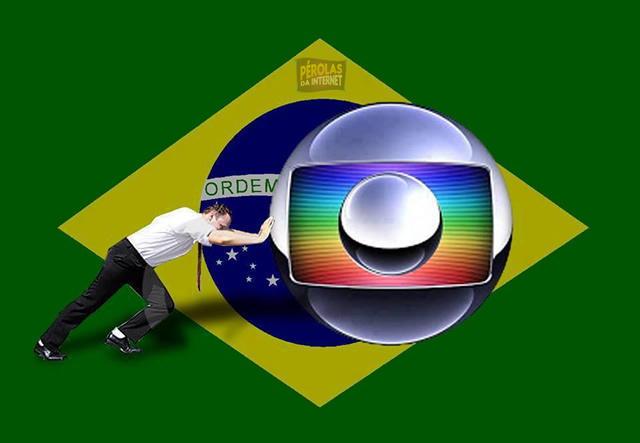 PÉROLAS
DA INTERNET
ORDEM